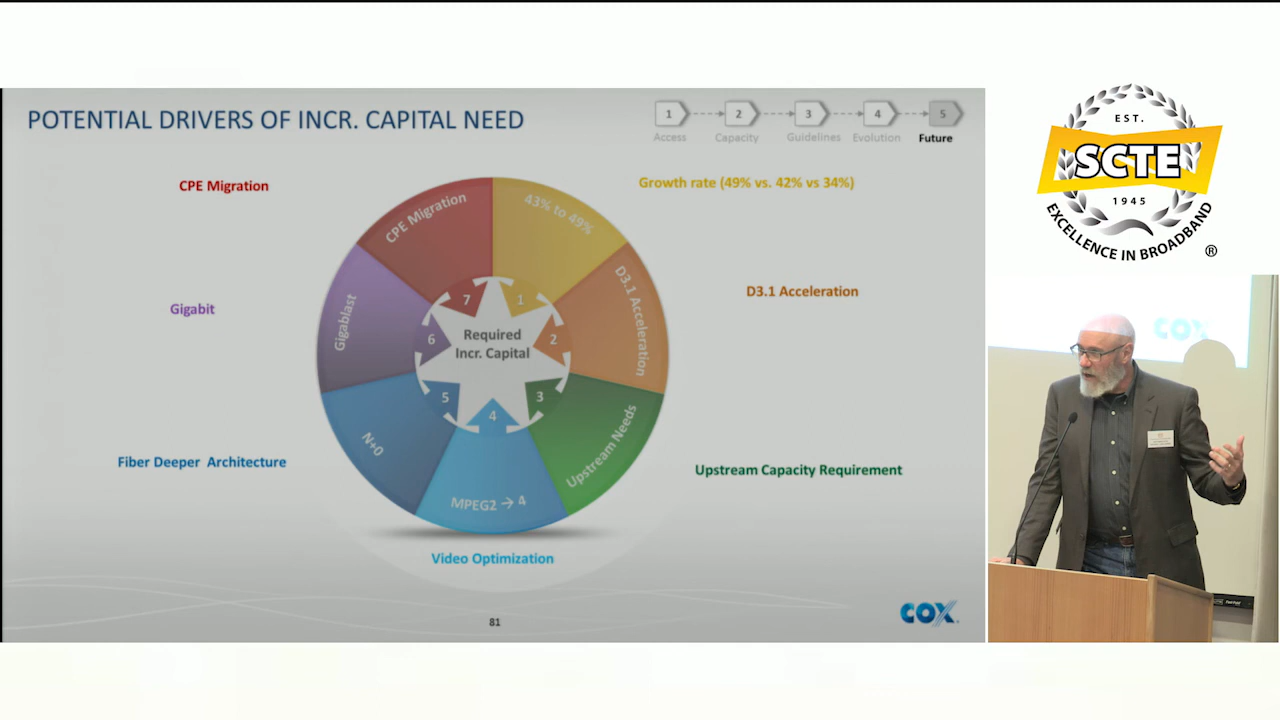 POTENTIAL DRIVERS OF INCR. CAPITAL NEED
1
2
3
4
5
Access
Capacity
Guidelines
Evolution
Future
CPE Migration
Growth rate (49% vs. 42% vs 34%)
CPE Migration
43% to 49%
D3.1 Acceleration
Gigabit
Gigablast
D3.1 Acceleration
7
1
6
2
Required
Incr. Capital
5
3
4
N+0
Upstream Needs
MPEG2 → 4
Fiber Deeper Architecture
Upstream Capacity Requirement
Video Optimization
81
COX
EST.
SCTE
1945
EXCELLENCE IN BROADBAND
®
COX